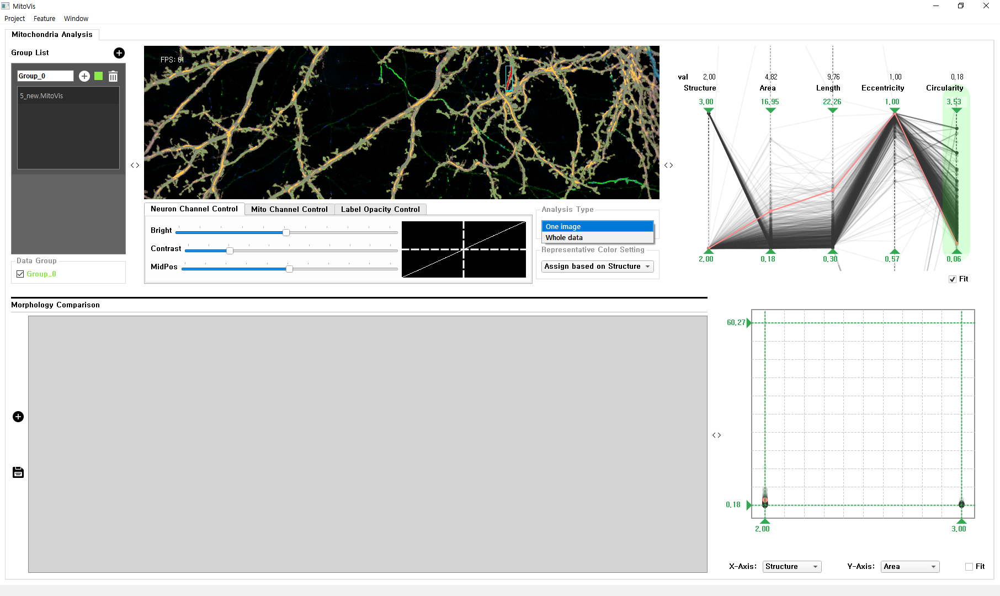 MitoVis
Project Feature Window
Mitochondria Analysis
Group List
Group_0
5_new.MitoVis
Data Group
Group_0
FPS: 61
Neuron Channel Control Mito Channel Control Label Opacity Control
Bright
Contrast
MidPos
Analysis Type
One image
Whole data
Representative Color Setting
Assign based on Structure
val 2,00 4,82 9,76 1,00 0,18
Structure Area Length Eccentricity Circularity
3,00 16,95 22,26 1,00 3,53
2,00 0,18 0,30 0,57 0,06
Fit
Morphology Comparison
60,27
0,18
2,00 3,00
X-Axis: Structure Y-Axis: Area Fit